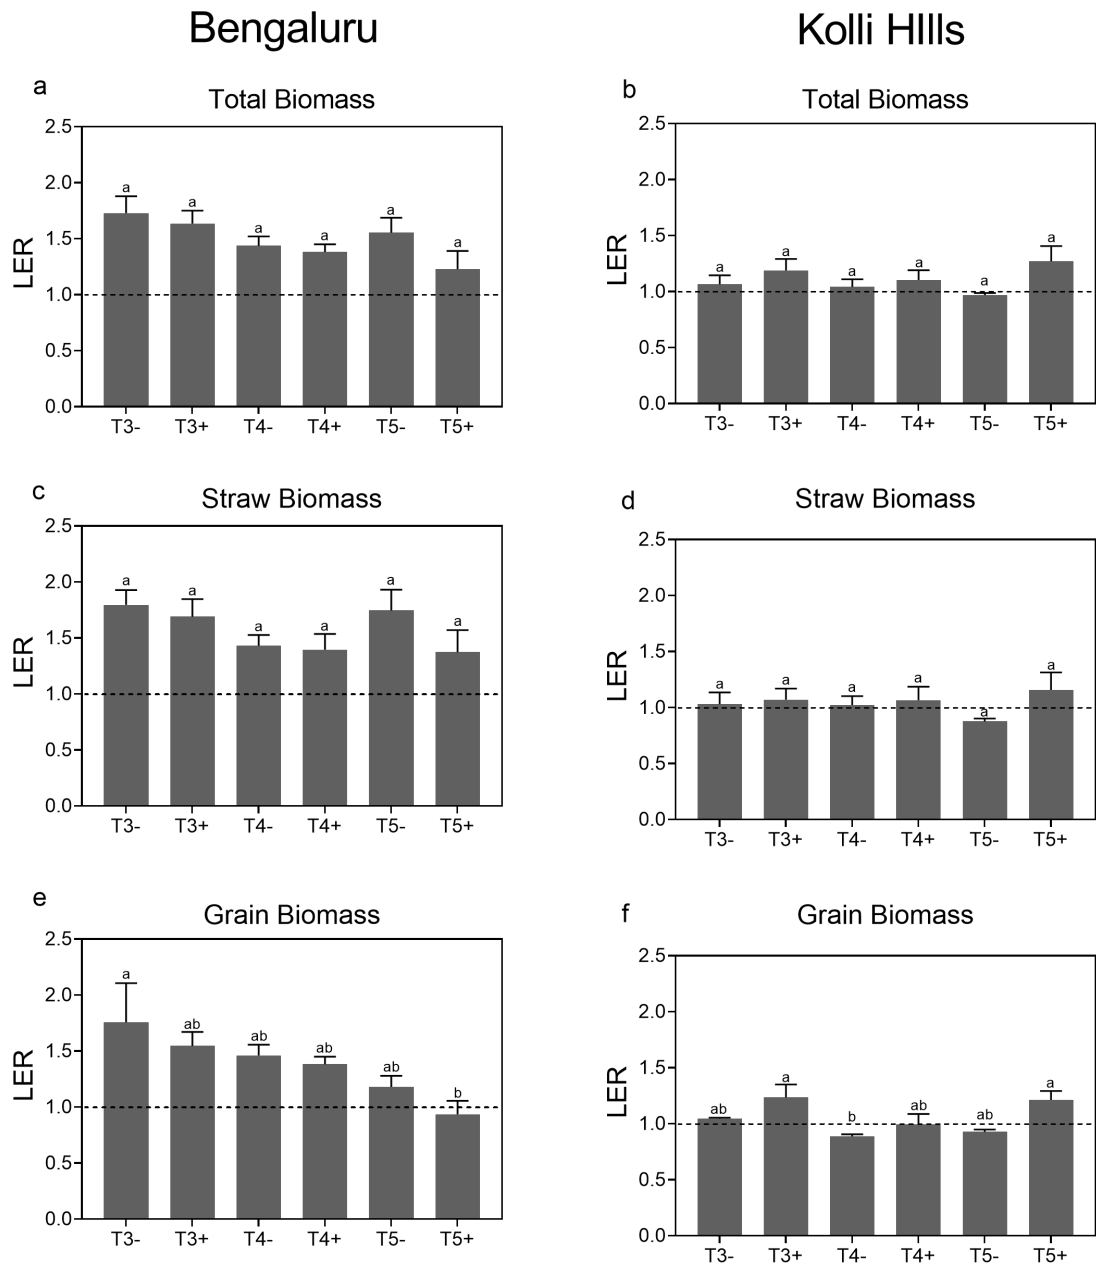 Bengaluru
Kolli HIlls
a
Total Biomass
2.5
2.0
1.5
1.0
0.5
0.0
LER
a
a
a
a
a
a
T3- T3+ T4- T4+ T5- T5+
b
Total Biomass
2.5
2.0
1.5
1.0
0.5
0.0
LER
a
a
a
a
a
a
T3- T3+ T4- T4+ T5- T5+
c
Straw Biomass
2.5
2.0
1.5
1.0
0.5
0.0
LER
a
a
a
a
a
a
T3- T3+ T4- T4+ T5- T5+
d
Straw Biomass
2.5
2.0
1.5
1.0
0.5
0.0
LER
a
a
a
a
a
a
T3- T3+ T4- T4+ T5- T5+
e
Grain Biomass
2.5
2.0
1.5
1.0
0.5
0.0
LER
a
ab
ab
ab
ab
b
T3- T3+ T4- T4+ T5- T5+
f
Grain Biomass
2.5
2.0
1.5
1.0
0.5
0.0
LER
ab
a
b
ab
ab
a
T3- T3+ T4- T4+ T5- T5+